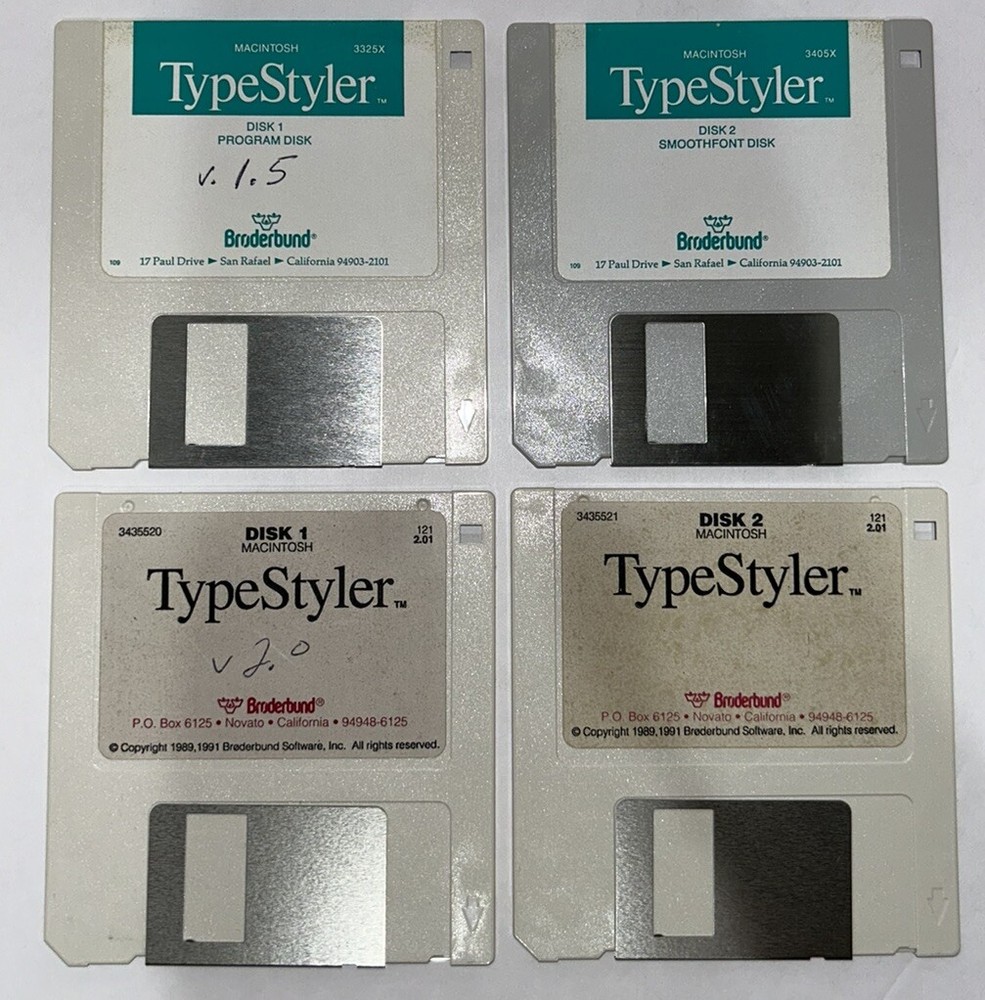 MACINTOSH 3325X
TypeStyler™
DISK 1
PROGRAM DISK
v. 1.5
Brøderbund®
109 17 Paul Drive ► San Rafael ► California 94903-2101
MACINTOSH 3405X
TypeStyler™
DISK 2
SMOOTHFONT DISK
Brøderbund®
109 17 Paul Drive ► San Rafael ► California 94903-2101
3435520 DISK 1 121
MACINTOSH 2.01
TypeStyler™
v 2.0
Brøderbund®
P.O. Box 6125 • Novato • California • 94948-6125
© Copyright 1989,1991 Brøderbund Software, Inc. All rights reserved.
3435521 DISK 2 121
MACINTOSH 2.01
TypeStyler™
Brøderbund®
P.O. Box 6125 • Novato • California • 94948-6125
© Copyright 1989,1991 Brøderbund Software, Inc. All rights reserved.